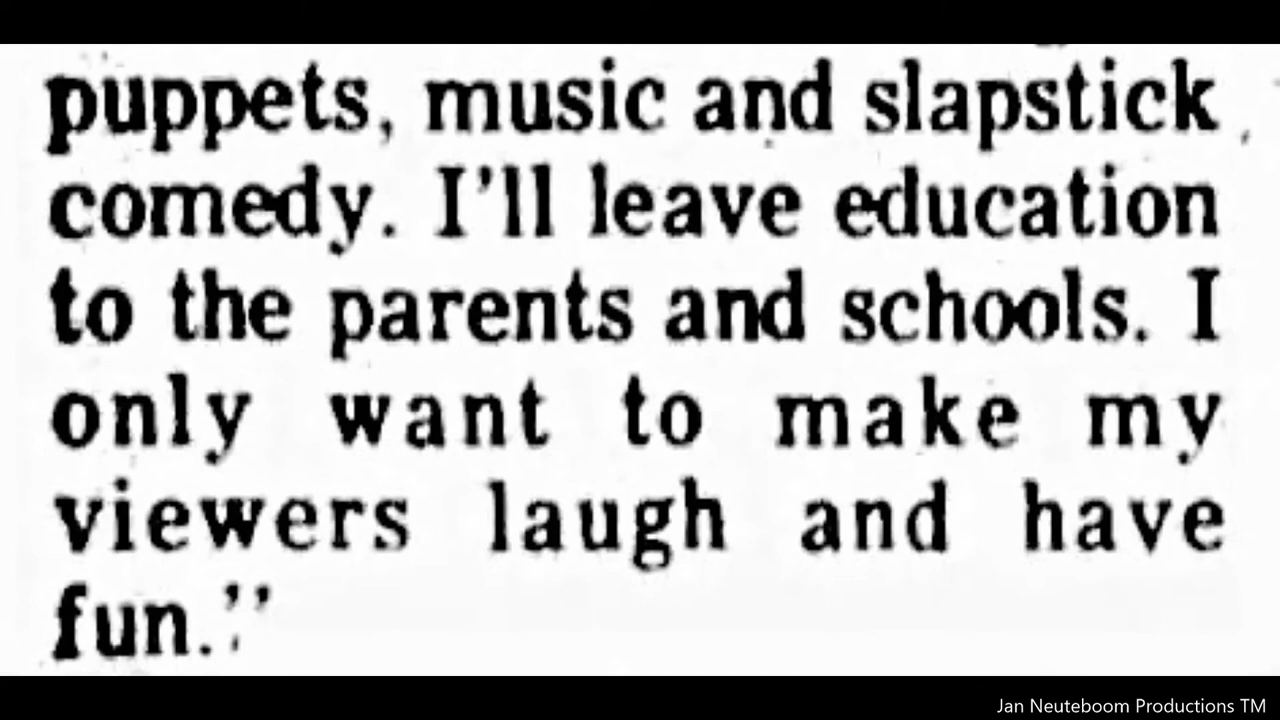 puppets, music and slapstick
comedy. I'll leave education
to the parents and schools. I
only want to make my
viewers laugh and have
fun."
Jan Neuteboom Productions TM